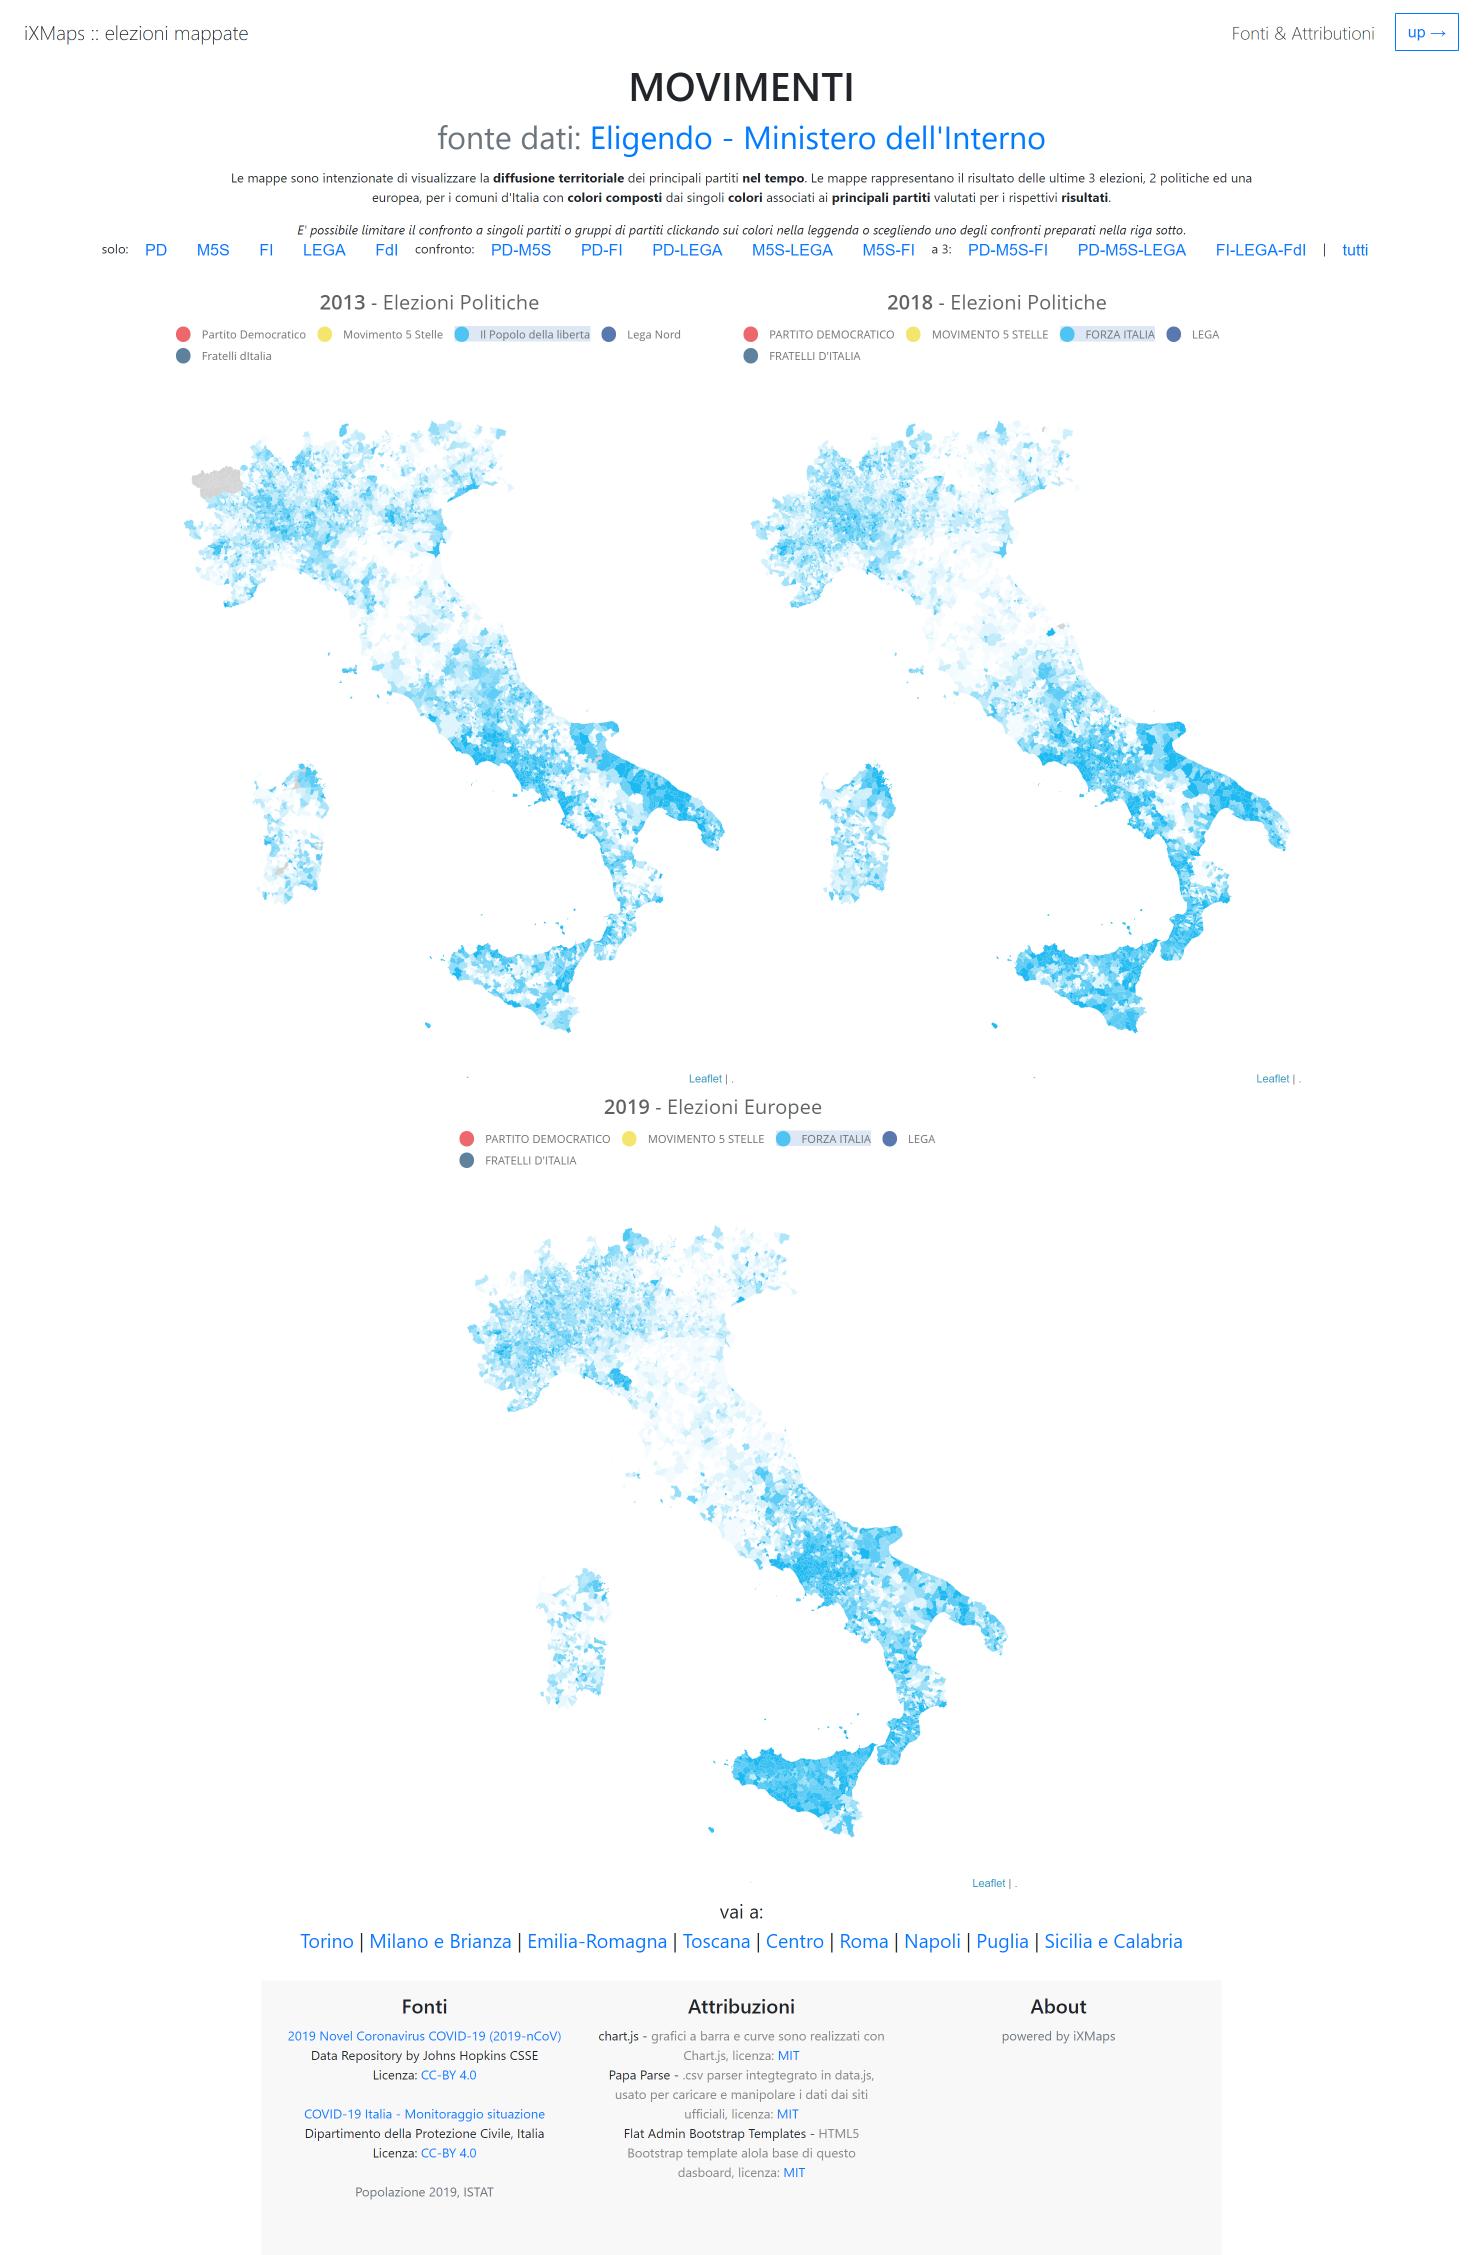 iXMaps :: elezioni mappate
Fonti & Attributioni
up →
MOVIMENTI
fonte dati: Eligendo - Ministero dell'Interno
Le mappe sono intenzionate di visualizzare la diffusione territoriale dei principali partiti nel tempo. Le mappe rappresentano il risultato delle ultime 3 elezioni, 2 politiche ed una
europea, per i comuni d'Italia con colori composti dai singoli colori associati ai principali partiti valutati per i rispettivi risultati.
E' possibile limitare il confronto a singoli partiti o gruppi di partiti clickando sui colori nella leggenda o scegliendo uno degli confronti preparati nella riga sotto.
solo: PD M5S FI LEGA FdI confronto: PD-M5S PD-FI PD-LEGA M5S-LEGA M5S-FI a 3: PD-M5S-FI PD-M5S-LEGA FI-LEGA-FdI | tutti
2013 - Elezioni Politiche
Partito Democratico Movimento 5 Stelle Il Popolo della liberta Lega Nord
Fratelli dItalia
Leaflet | .
2018 - Elezioni Politiche
PARTITO DEMOCRATICO MOVIMENTO 5 STELLE FORZA ITALIA LEGA
FRATELLI D'ITALIA
Leaflet | .
2019 - Elezioni Europee
PARTITO DEMOCRATICO MOVIMENTO 5 STELLE FORZA ITALIA LEGA
FRATELLI D'ITALIA
Leaflet | .
vai a:
Torino | Milano e Brianza | Emilia-Romagna | Toscana | Centro | Roma | Napoli | Puglia | Sicilia e Calabria
Fonti
2019 Novel Coronavirus COVID-19 (2019-nCoV)
Data Repository by Johns Hopkins CSSE
Licenza: CC-BY 4.0
COVID-19 Italia - Monitoraggio situazione
Dipartimento della Protezione Civile, Italia
Licenza: CC-BY 4.0
Popolazione 2019, ISTAT
Attribuzioni
chart.js - grafici a barra e curve sono realizzati con
Chart.js, licenza: MIT
Papa Parse - .csv parser integtegrato in data.js,
usato per caricare e manipolare i dati dai siti
ufficiali, licenza: MIT
Flat Admin Bootstrap Templates - HTML5
Bootstrap template alola base di questo
dasboard, licenza: MIT
About
powered by iXMaps